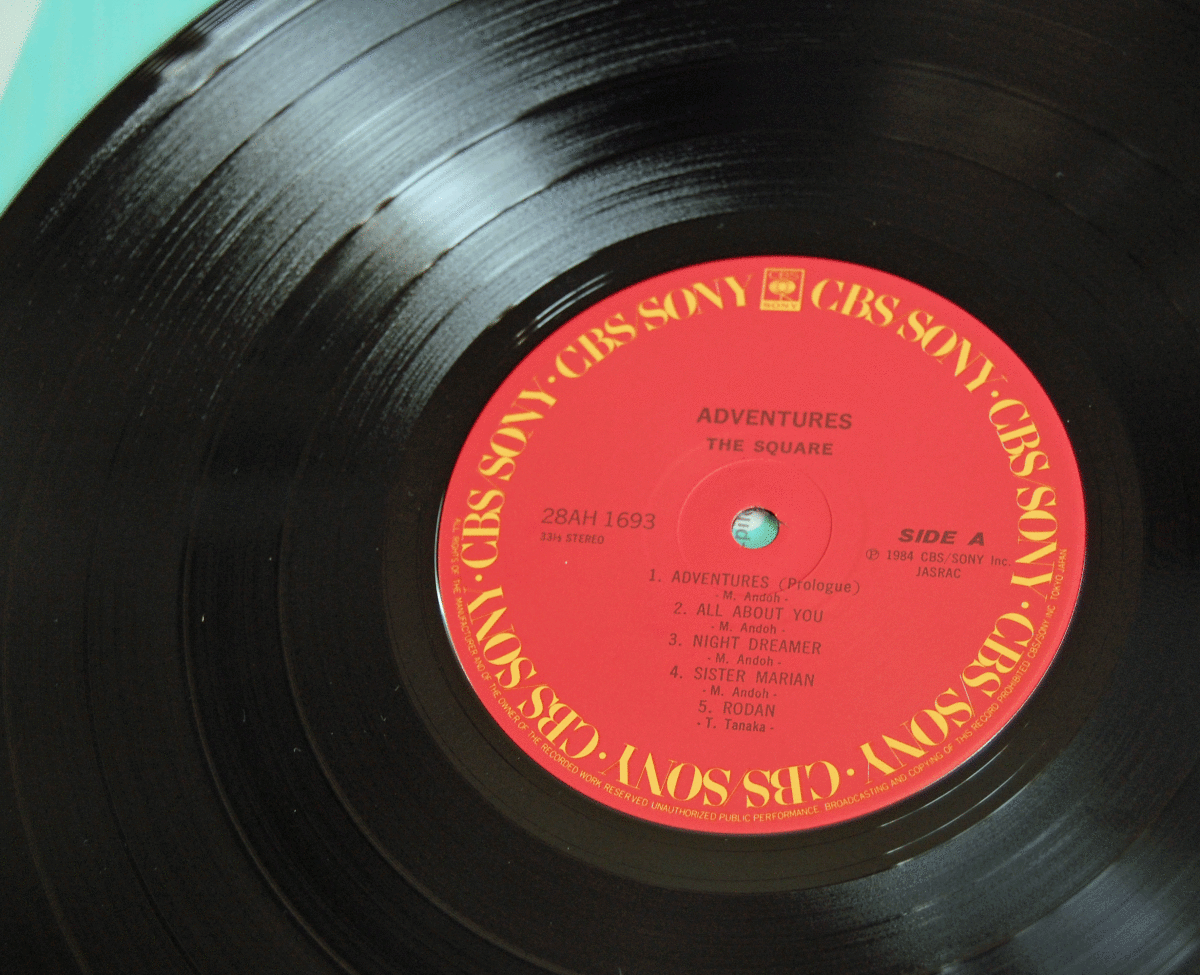 CBS
SONY
CBS SONY · CBS/SONY · CBS/SONY · CBS/SONY · CBS/SONY · CBS/SONY · CBS/SONY · CBS/SONY
ADVENTURES
THE SQUARE
28AH 1693
33⅓ STEREO
SIDE A
Ⓟ 1984 CBS/SONY Inc.
JASRAC
1. ADVENTURES (Prologue)
- M. Andoh -
2. ALL ABOUT YOU
- M. Andoh -
3. NIGHT DREAMER
- M. Andoh -
4. SISTER MARIAN
- M. Andoh -
5. RODAN
- T. Tanaka -
ALL RIGHTS OF THE MANUFACTURER AND OF THE OWNER OF THE RECORDED WORK RESERVED UNAUTHORIZED PUBLIC PERFORMANCE BROADCASTING AND COPYING OF THIS RECORD PROHIBITED CBS/SONY INC. TOKYO JAPAN